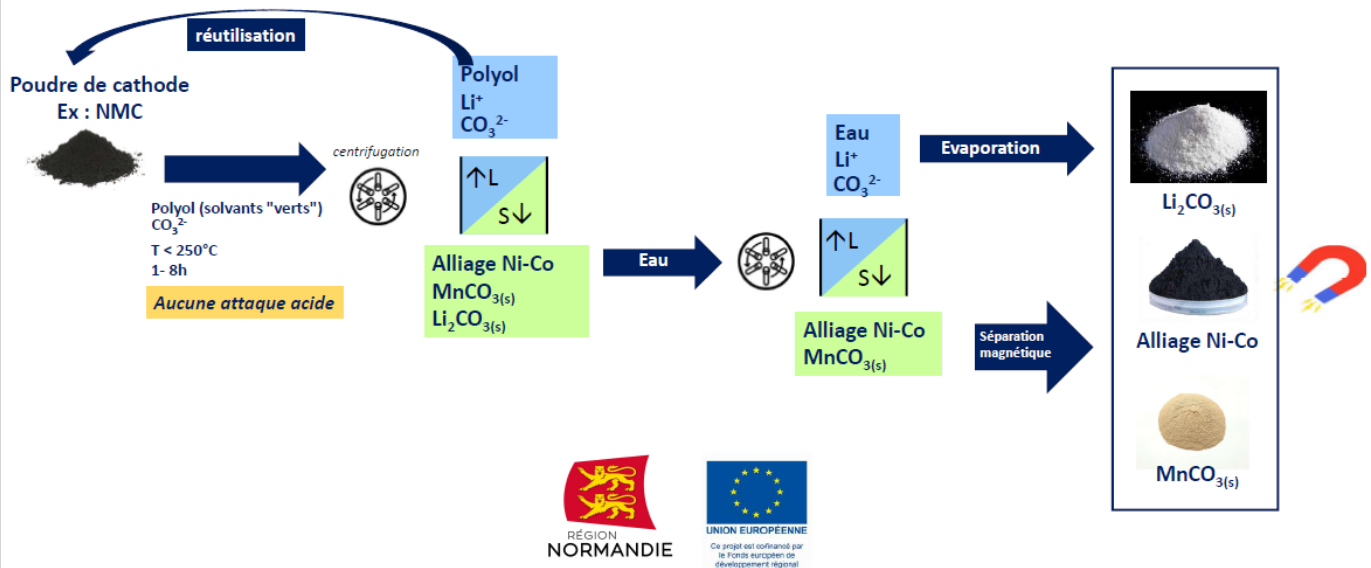 réutilisation
Poudre de cathode
Ex : NMC
Polyol (solvants "verts")
CO₃²⁻
T < 250°C
1- 8h
Aucune attaque acide
centrifugation
Polyol
Li⁺
CO₃²⁻
↑L
S↓
Alliage Ni-Co
MnCO₃₍ₛ₎
Li₂CO₃₍ₛ₎
Eau
Eau
Li⁺
CO₃²⁻
↑L
S↓
Alliage Ni-Co
MnCO₃₍ₛ₎
Evaporation
Séparation
magnétique
Li₂CO₃₍ₛ₎
Alliage Ni-Co
MnCO₃₍ₛ₎
RÉGION
NORMANDIE
UNION EUROPÉENNE
Ce projet est cofinancé par
le Fonds européen de
développement régional